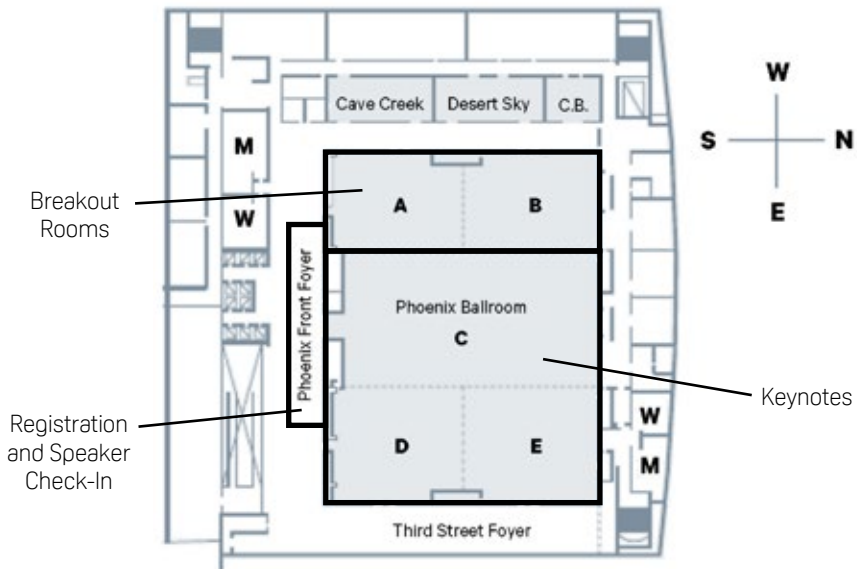 Cave Creek
Desert Sky
C.B.
W
S
N
E
M
W
Breakout
Rooms
A
B
Phoenix Front Foyer
Phoenix Ballroom
C
Keynotes
Registration
and Speaker
Check-In
D
E
W
M
Third Street Foyer